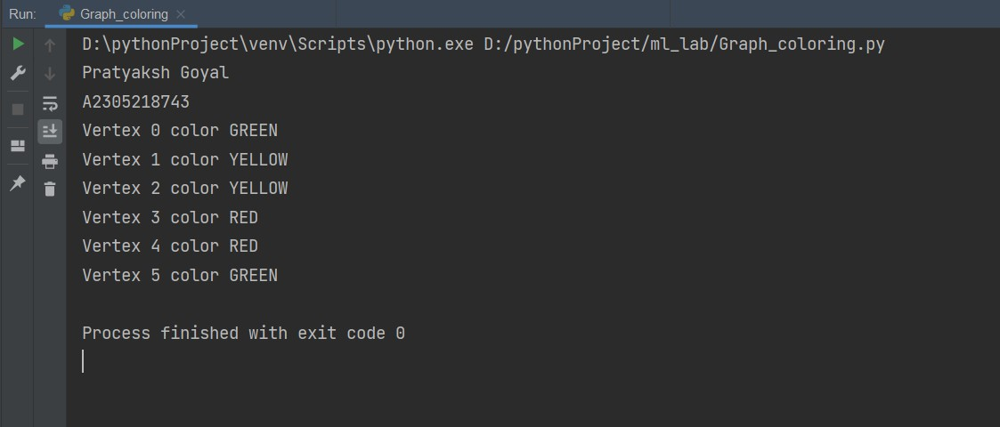 Run: Graph_coloring
D:\pythonProject\venv\Scripts\python.exe D:/pythonProject/ml_lab/Graph_coloring.py
Pratyaksh Goyal
A2305218743
Vertex 0 color GREEN
Vertex 1 color YELLOW
Vertex 2 color YELLOW
Vertex 3 color RED
Vertex 4 color RED
Vertex 5 color GREEN
Process finished with exit code 0